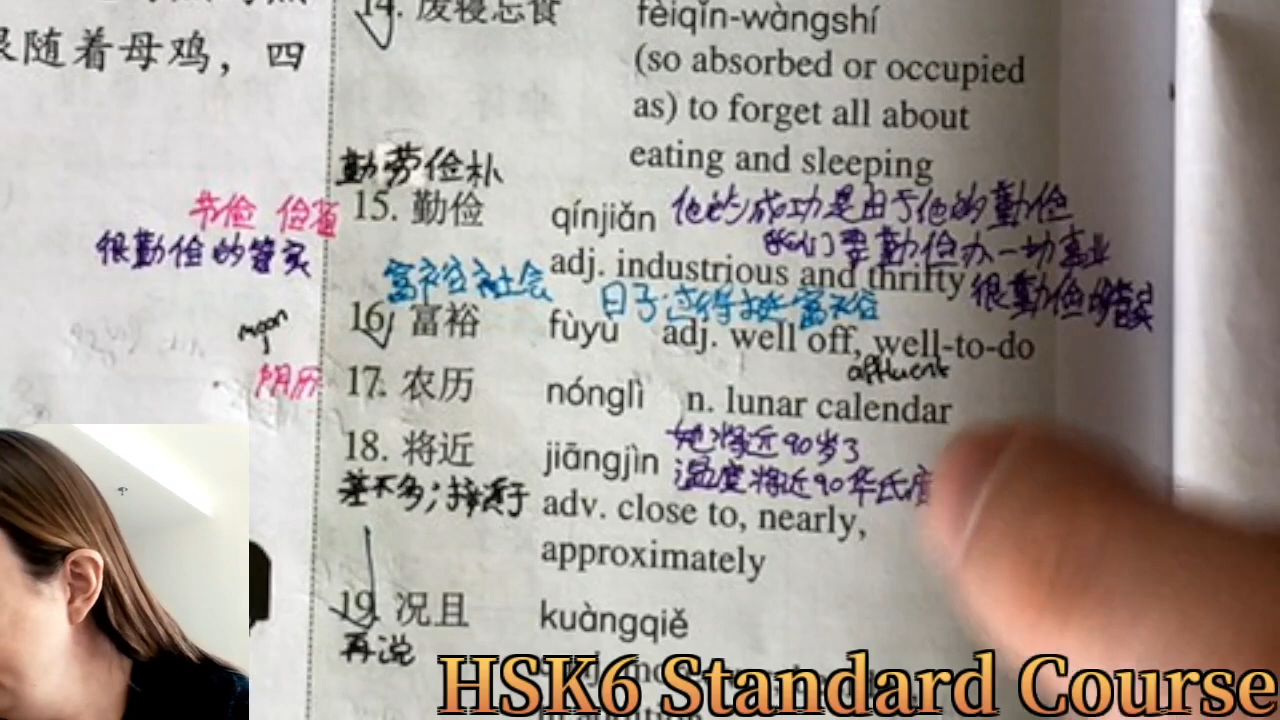 跟随着母鸡，四
14. 废寝忘食 fèiqǐn-wàngshí
(so absorbed or occupied
as) to forget all about
eating and sleeping
勤劳俭朴
节俭
15. 勤俭 qínjiǎn 他的成功是由于他的勤俭
很勤俭的管家
我们要勤俭办一切事业
adj. industrious and thrifty 很勤俭的管家
富裕社会
日子过得挺富裕
16. 富裕 fùyù adj. well off, well-to-do
affluent
阴历
17. 农历 nónglì n. lunar calendar
18. 将近 jiāngjìn 她将近90岁了
温度将近90华氏度
差不多；接近于
adv. close to, nearly,
approximately
19. 况且 kuàngqiě
再说
HSK6 Standard Course
in addition